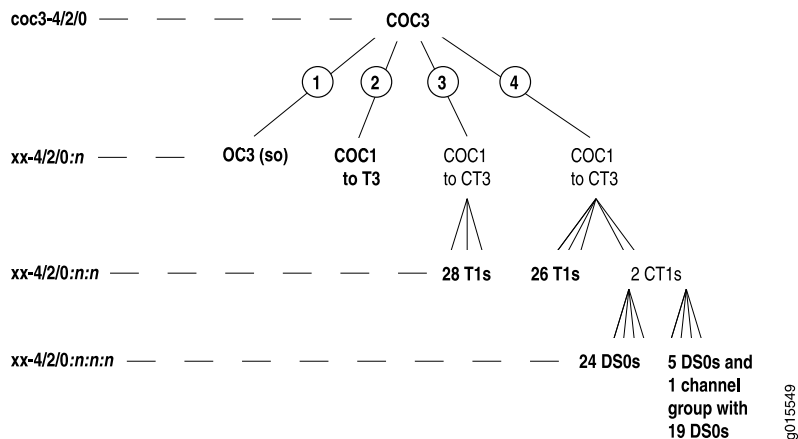 coc3-4/2/0 COC3
1 2 3 4
xx-4/2/0:n OC3 (so) COC1 COC1 COC1
to T3 to CT3 to CT3
xx-4/2/0:n:n 28 T1s 26 T1s 2 CT1s
xx-4/2/0:n:n:n 24 DS0s 5 DS0s and
1 channel
group with
19 DS0s
g015549